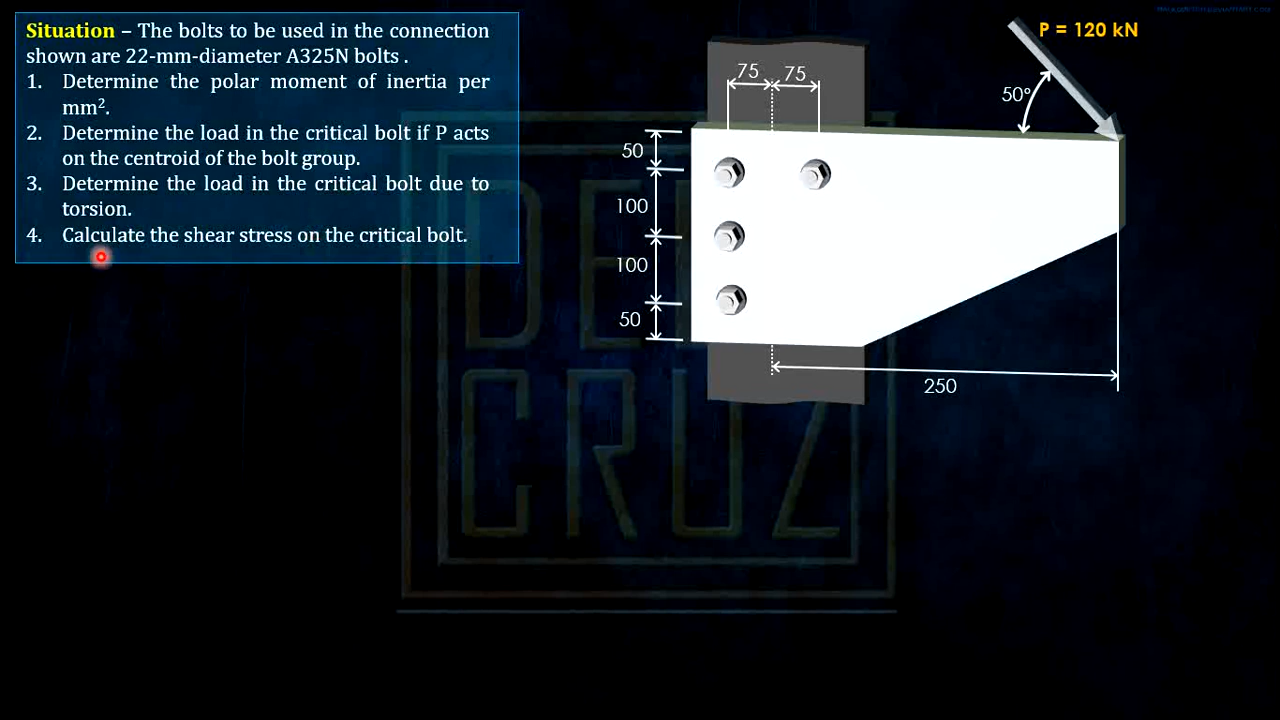 Situation – The bolts to be used in the connection
shown are 22-mm-diameter A325N bolts .
1. Determine the polar moment of inertia per
mm².
2. Determine the load in the critical bolt if P acts
on the centroid of the bolt group.
3. Determine the load in the critical bolt due to
torsion.
4. Calculate the shear stress on the critical bolt.
P = 120 kN
75 75
50°
50
100
100
50
250
CRUZ